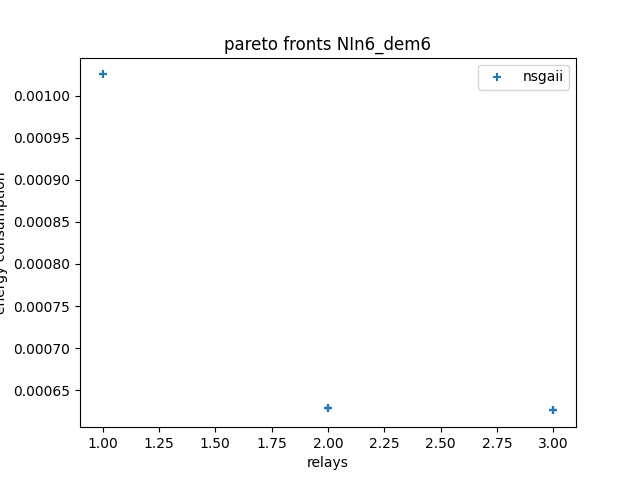 pareto fronts NIn6_dem6
nsgaii
0.00100
0.00095
0.00090
0.00085
0.00080
0.00075
0.00070
0.00065
energy consumption
1.00 1.25 1.50 1.75 2.00 2.25 2.50 2.75 3.00
relays